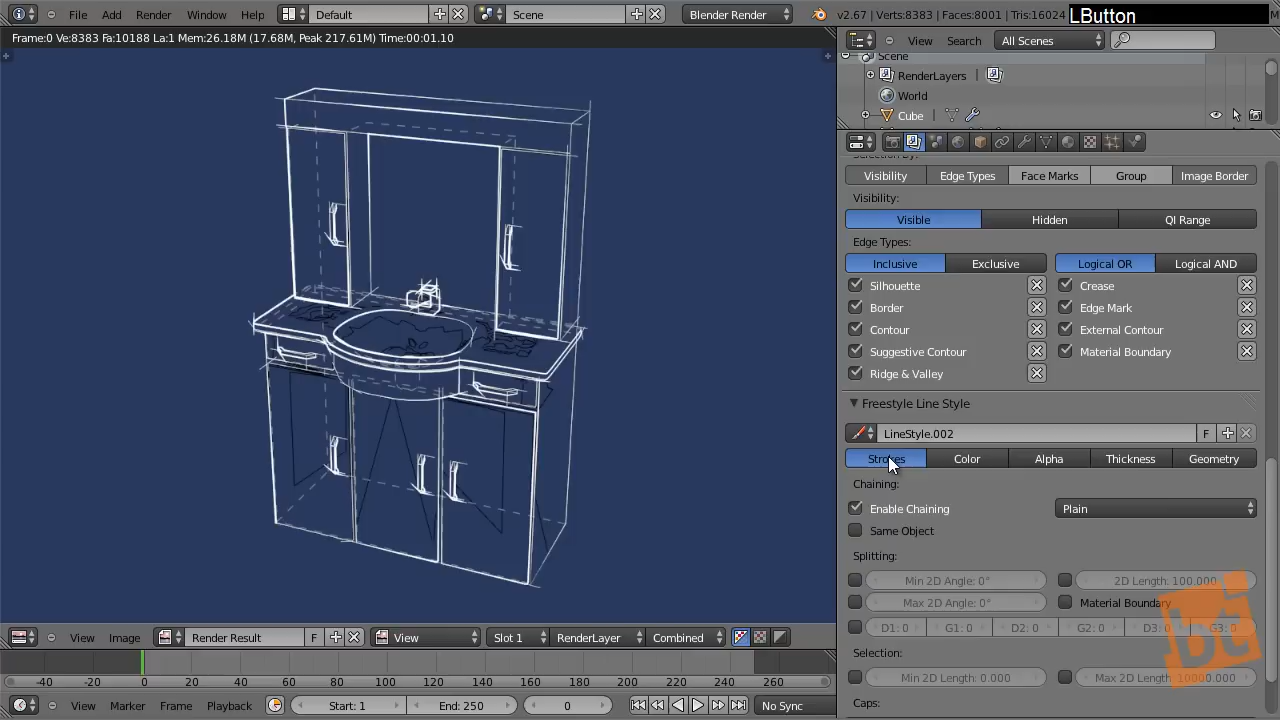 File Add Render Window Help Default Scene Blender Render v2.67 | Verts:8383 | Faces:8001 | Tris:16024
LButton
Frame:0 Ve:8383 Fa:10188 La:1 Mem:26.18M (17.68M, Peak 217.61M) Time:00:01.10
View Search All Scenes
Scene
RenderLayers
World
Cube
Visibility Edge Types Face Marks Group Image Border
Visibility:
Visible Hidden QI Range
Edge Types:
Inclusive Exclusive Logical OR Logical AND
Silhouette Crease
Border Edge Mark
Contour External Contour
Suggestive Contour Material Boundary
Ridge & Valley
Freestyle Line Style
LineStyle.002 F
Strokes Color Alpha Thickness Geometry
Chaining:
Enable Chaining Plain
Same Object
Splitting:
Min 2D Angle: 0° 2D Length: 100.000
Max 2D Angle: 0° Material Boundary
D1: 0 G1: 0 D2: 0 G2: 0 D3: 0 G3: 0
Selection:
Min 2D Length: 0.000 Max 2D Length: 10000.000
Caps:
bt
View Image Render Result F View Slot 1 RenderLayer Combined
-40 -20 0 20 40 60 80 100 120 140 160 180 200 220 240 260
View Marker Frame Playback Start: 1 End: 250 0 No Sync